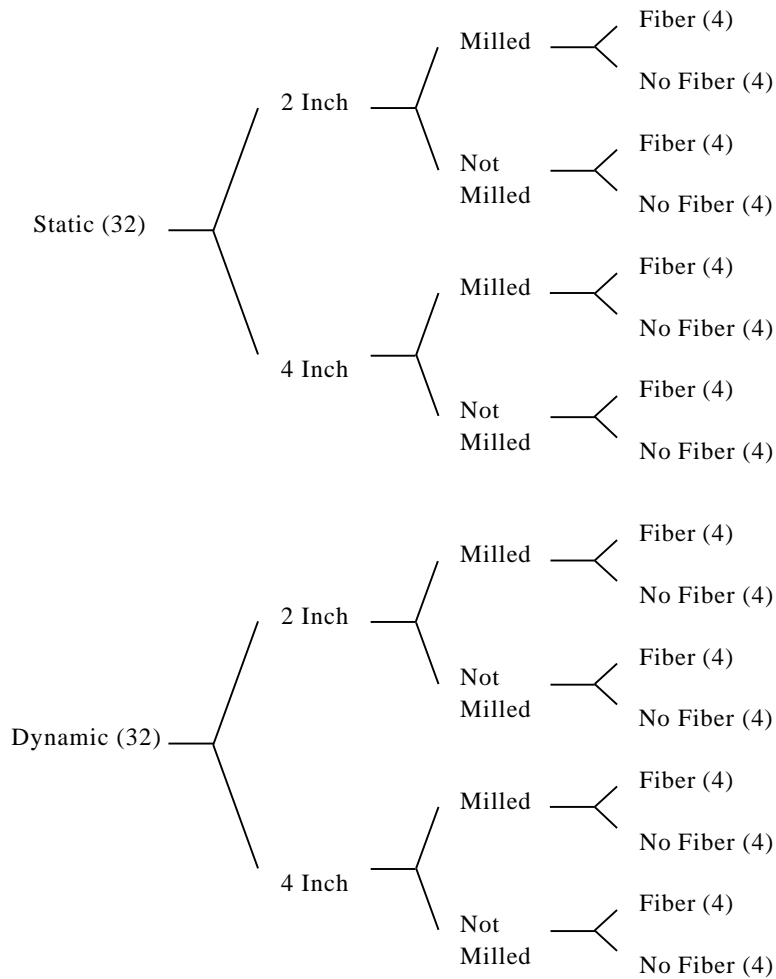 Fiber (4)
Milled
No Fiber (4)
2 Inch
Fiber (4)
Not
Milled
No Fiber (4)
Static (32)
Fiber (4)
Milled
No Fiber (4)
4 Inch
Fiber (4)
Not
Milled
No Fiber (4)
Fiber (4)
Milled
No Fiber (4)
2 Inch
Fiber (4)
Not
Milled
No Fiber (4)
Dynamic (32)
Fiber (4)
Milled
No Fiber (4)
4 Inch
Fiber (4)
Not
Milled
No Fiber (4)